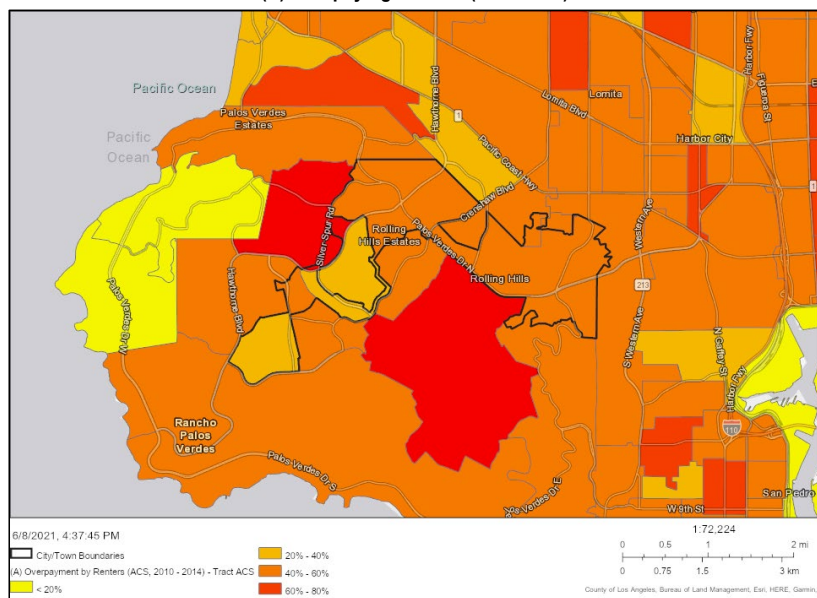 Pacific Ocean
Pacific
Ocean
Palos Verdes
Estates
Hawthorne Blvd
1
Pacific Coast Hwy
Lomita Blvd
Lomita
Harbor Fwy
Figueroa St
Harbor City
1
Crenshaw Blvd
Silver Spur Rd
Rolling
Hills Estates
Palos Verdes Dr N
Rolling Hills
Western Ave
213
Palos Verdes Dr W
Hawthorne Blvd
S Western Ave
N Gaffey St
Harbor Fwy
110
Rancho
Palos
Verdes
Palos Verdes Dr S
Verdes Dr E
San Pedro
W 9th St
6/8/2021, 4:37:45 PM
City/Town Boundaries
(A) Overpayment by Renters (ACS, 2010 - 2014) - Tract ACS
< 20%
20% - 40%
40% - 60%
60% - 80%
1:72,224
0 0.5 1 2 mi
0 0.75 1.5 3 km
County of Los Angeles, Bureau of Land Management, Esri, HERE, Garmin,